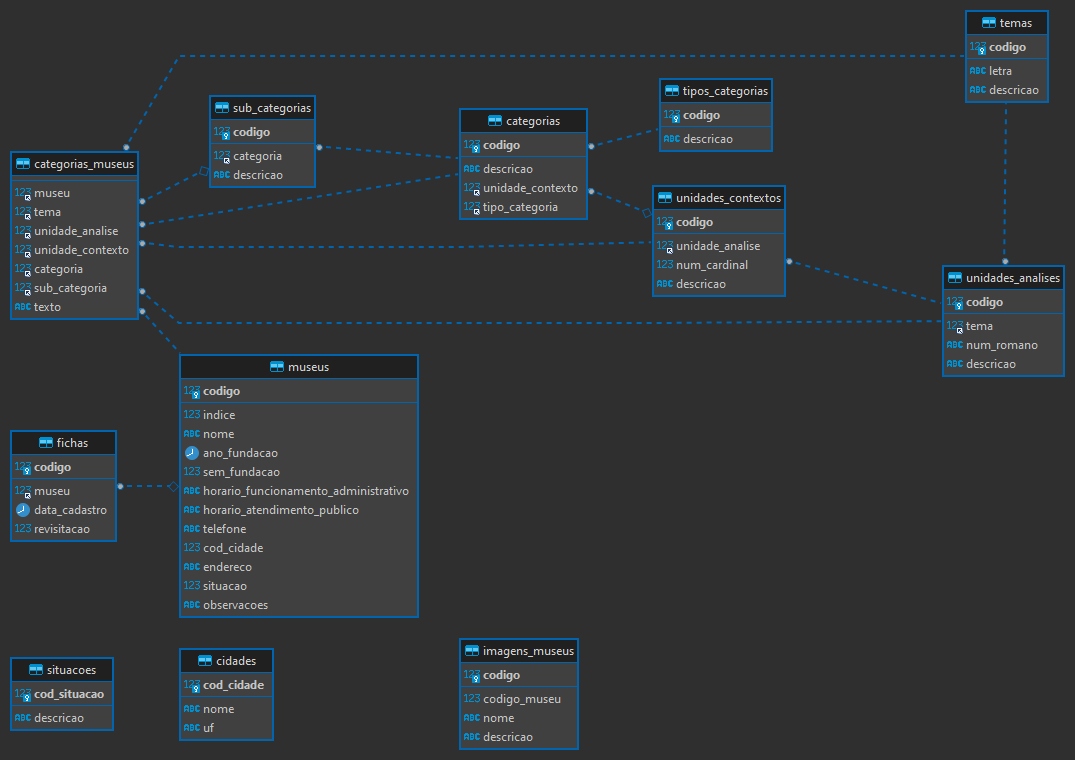 temas
123 codigo
ABC letra
ABC descricao
sub_categorias
123 codigo
123 categoria
ABC descricao
categorias
123 codigo
ABC descricao
123 unidade_contexto
123 tipo_categoria
tipos_categorias
123 codigo
ABC descricao
categorias_museus
123 museu
123 tema
123 unidade_analise
123 unidade_contexto
123 categoria
123 sub_categoria
ABC texto
unidades_contextos
123 codigo
123 unidade_analise
123 num_cardinal
ABC descricao
unidades_analises
123 codigo
123 tema
ABC num_romano
ABC descricao
museus
123 codigo
123 indice
ABC nome
ano_fundacao
123 sem_fundacao
ABC horario_funcionamento_administrativo
ABC horario_atendimento_publico
ABC telefone
123 cod_cidade
ABC endereco
123 situacao
ABC observacoes
fichas
123 codigo
123 museu
data_cadastro
123 revisitacao
situacoes
123 cod_situacao
ABC descricao
cidades
123 cod_cidade
ABC nome
ABC uf
imagens_museus
123 codigo
123 codigo_museu
ABC nome
ABC descricao